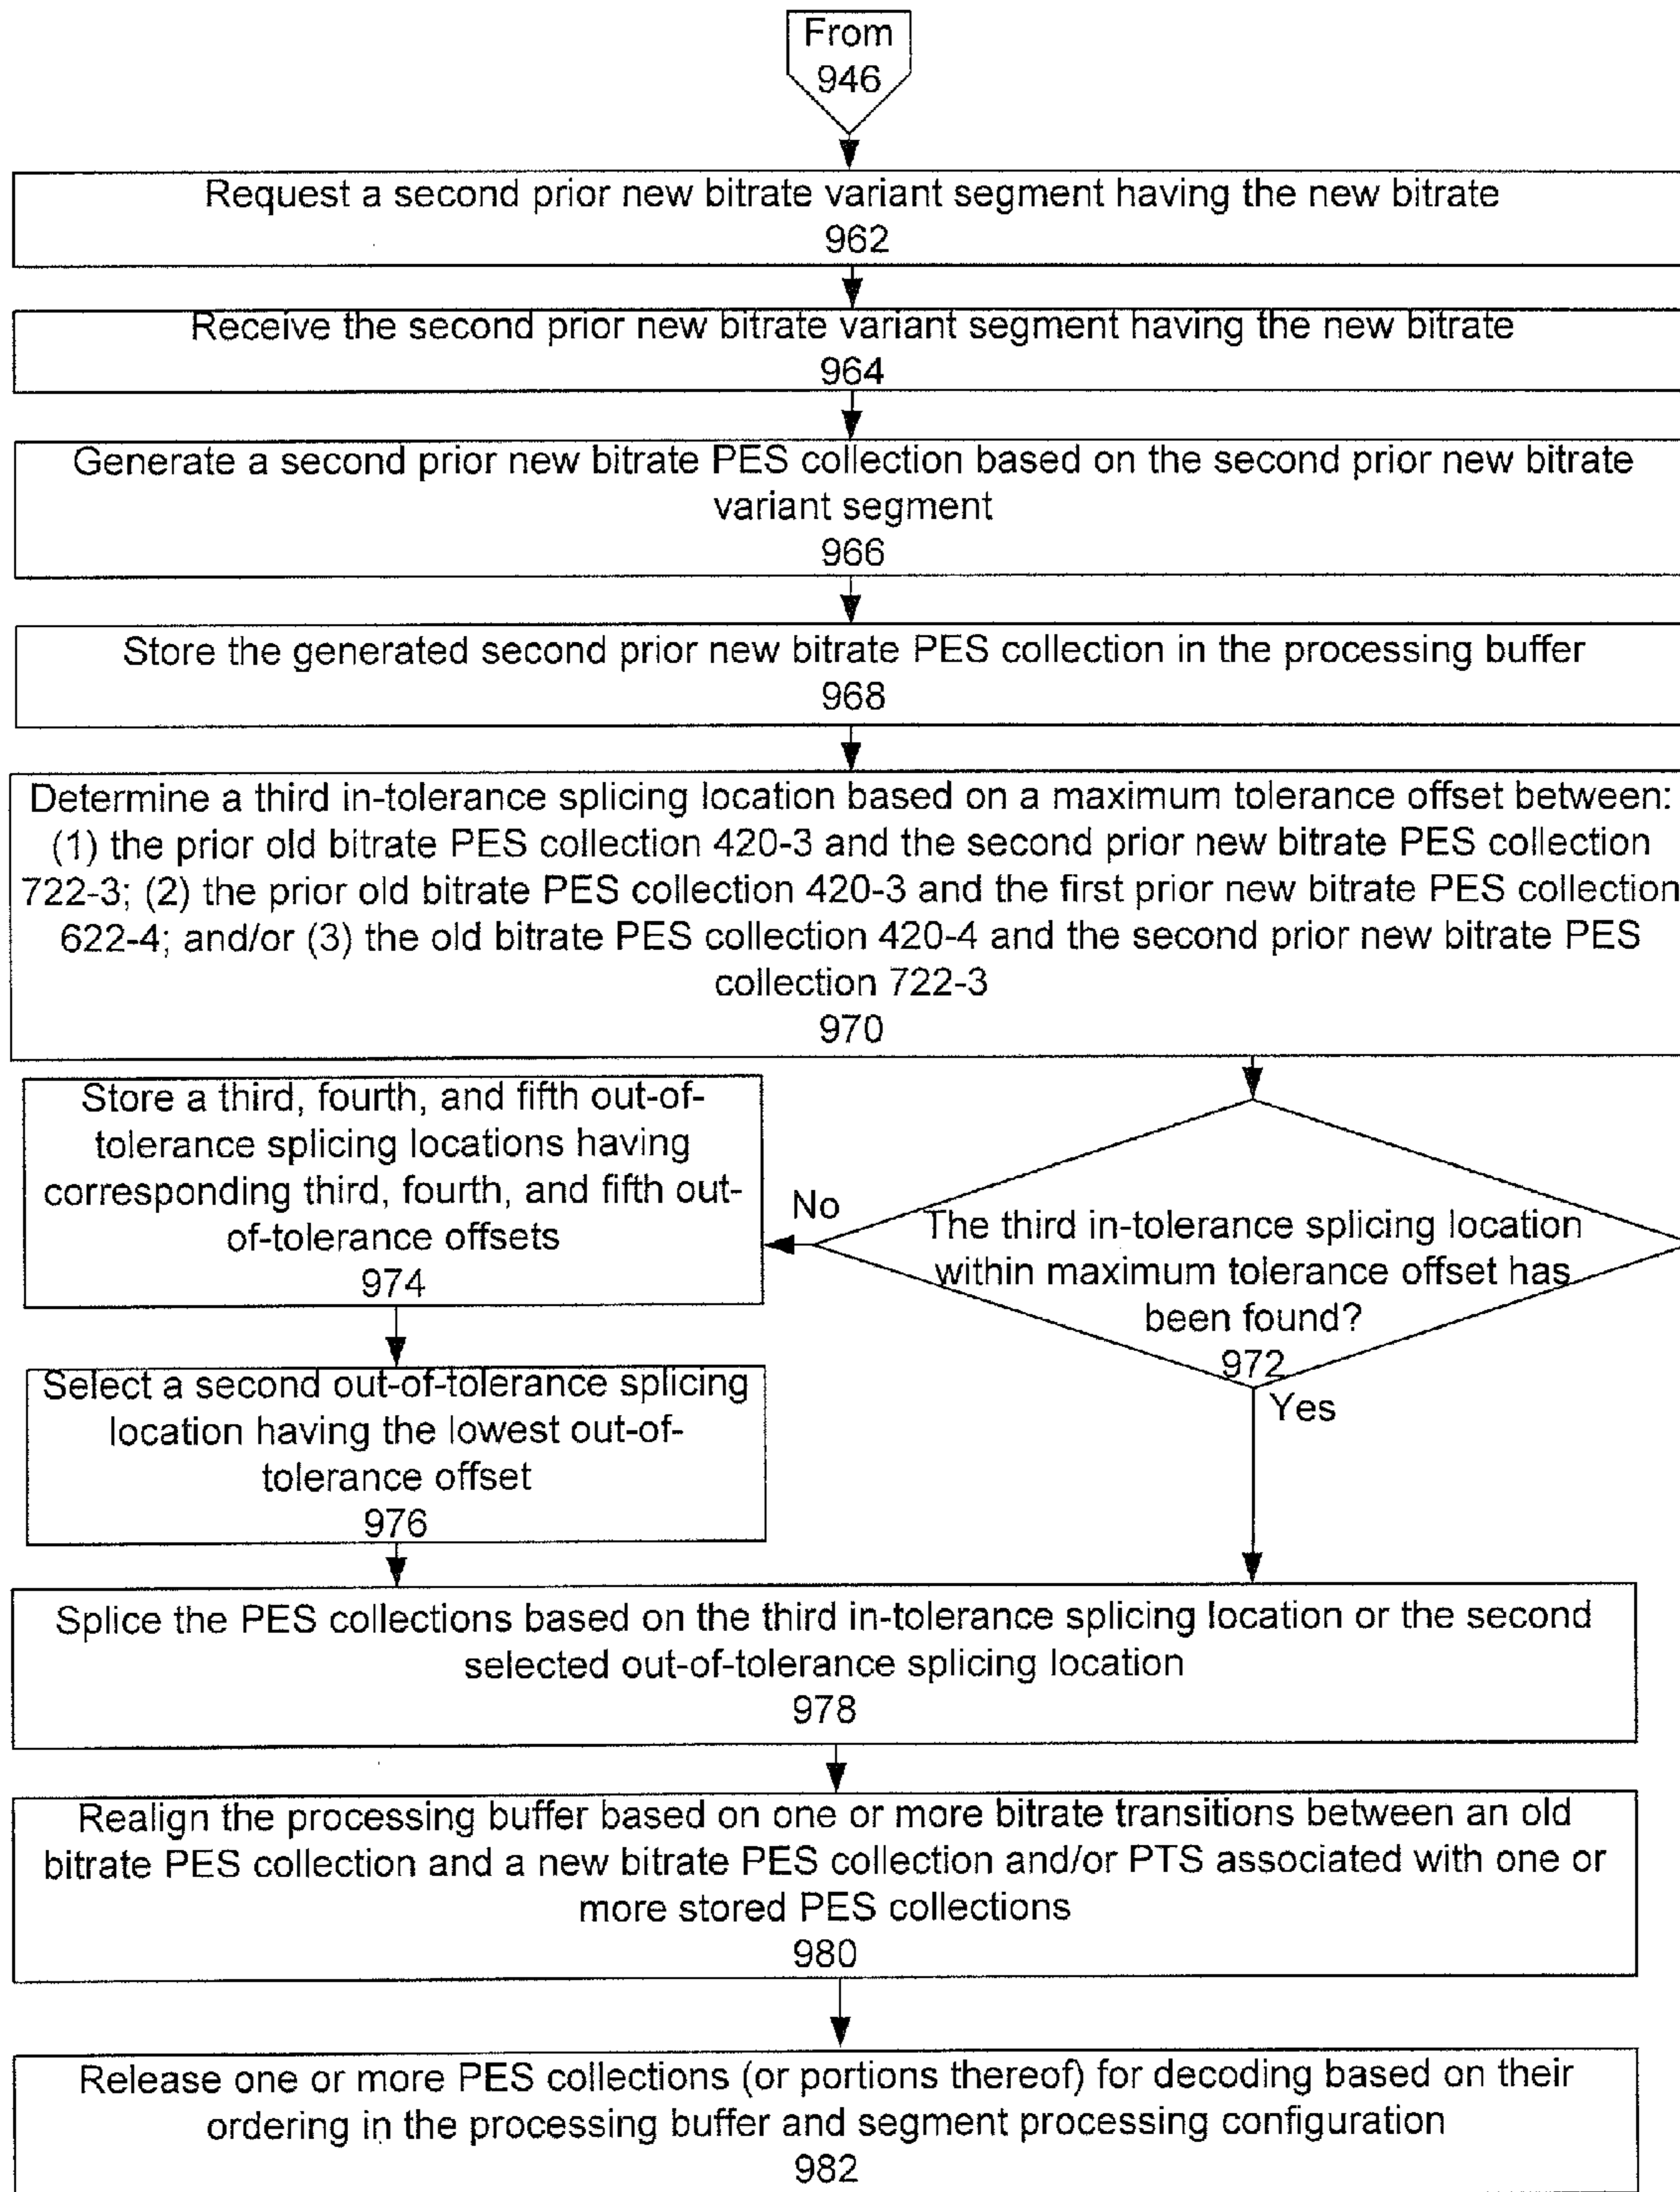 From
946
Request a second prior new bitrate variant segment having the new bitrate
962
Receive the second prior new bitrate variant segment having the new bitrate
964
Generate a second prior new bitrate PES collection based on the second prior new bitrate
variant segment
966
Store the generated second prior new bitrate PES collection in the processing buffer
968
Determine a third in-tolerance splicing location based on a maximum tolerance offset between:
(1) the prior old bitrate PES collection 420-3 and the second prior new bitrate PES collection
722-3; (2) the prior old bitrate PES collection 420-3 and the first prior new bitrate PES collection
622-4; and/or (3) the old bitrate PES collection 420-4 and the second prior new bitrate PES
collection 722-3
970
Store a third, fourth, and fifth out-of-
tolerance splicing locations having
corresponding third, fourth, and fifth out-
of-tolerance offsets
974
No
The third in-tolerance splicing location
within maximum tolerance offset has
been found?
972
Yes
Select a second out-of-tolerance splicing
location having the lowest out-of-
tolerance offset
976
Splice the PES collections based on the third in-tolerance splicing location or the second
selected out-of-tolerance splicing location
978
Realign the processing buffer based on one or more bitrate transitions between an old
bitrate PES collection and a new bitrate PES collection and/or PTS associated with one or
more stored PES collections
980
Release one or more PES collections (or portions thereof) for decoding based on their
ordering in the processing buffer and segment processing configuration
982